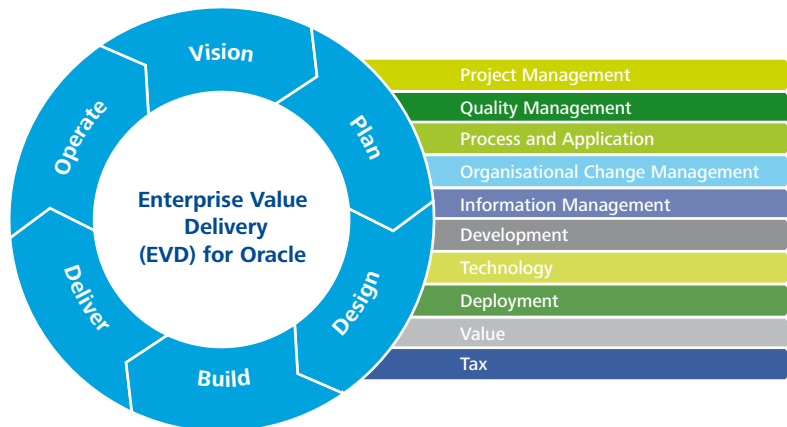 Vision
Plan
Design
Build
Deliver
Operate
Enterprise Value
Delivery
(EVD) for Oracle
Project Management
Quality Management
Process and Application
Organisational Change Management
Information Management
Development
Technology
Deployment
Value
Tax